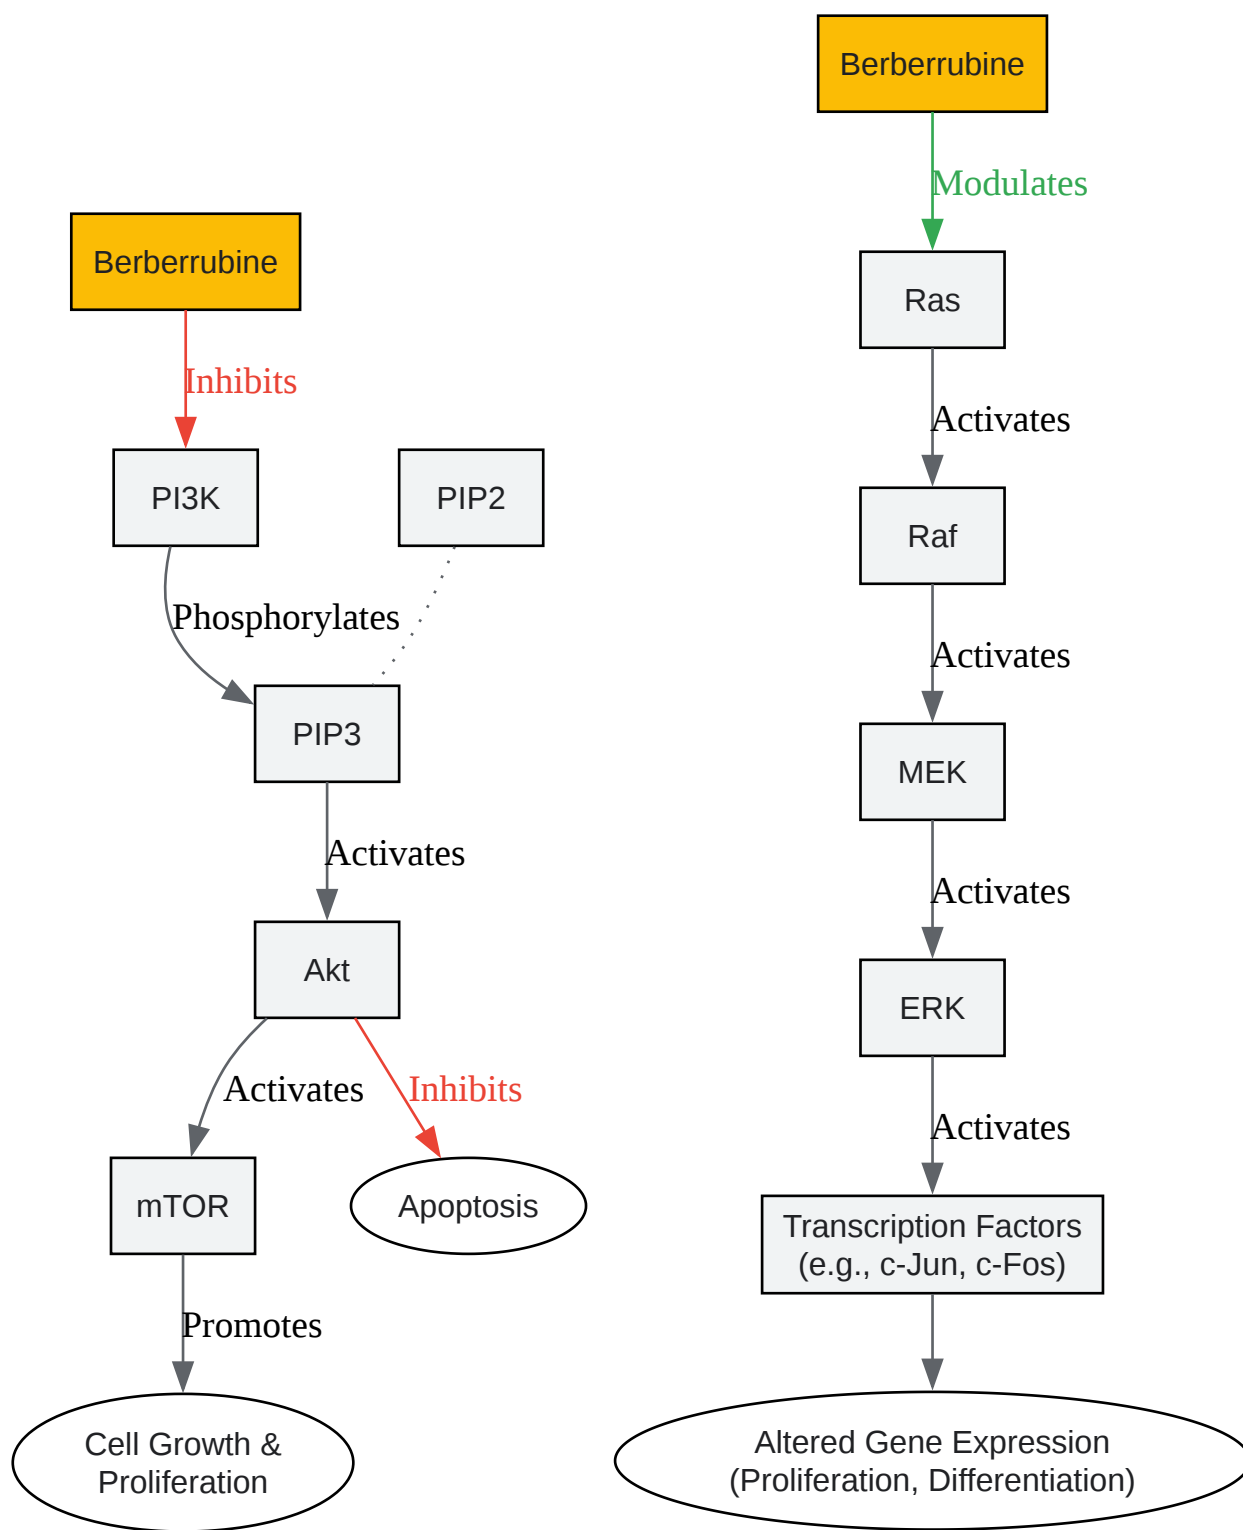 Berberrubine
Inhibits
PI3K
PIP2
Phosphorylates
PIP3
Activates
Akt
Activates
Inhibits
mTOR
Apoptosis
Promotes
Cell Growth &
Proliferation
Berberrubine
Modulates
Ras
Activates
Raf
Activates
MEK
Activates
ERK
Activates
Transcription Factors
(e.g., c-Jun, c-Fos)
Altered Gene Expression
(Proliferation, Differentiation)